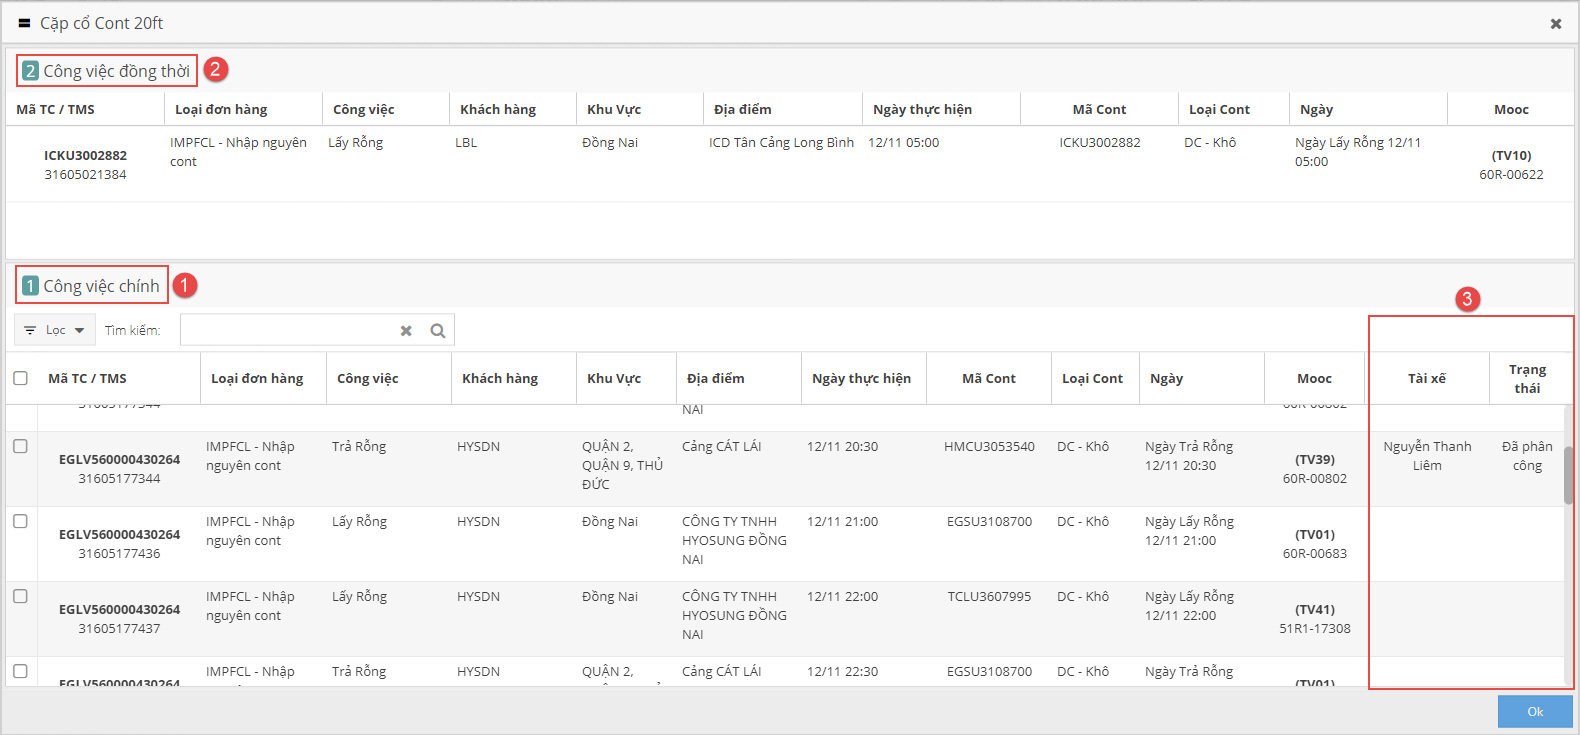 Cặp cổ Cont 20ft
2 Công việc đồng thời 2
Mã TC / TMS Loại đơn hàng Công việc Khách hàng Khu Vực Địa điểm Ngày thực hiện Mã Cont Loại Cont Ngày Mooc
ICKU3002882 IMPFCL - Nhập nguyên Lấy Rỗng LBL Đồng Nai ICD Tân Cảng Long Bình 12/11 05:00 ICKU3002882 DC - Khô Ngày Lấy Rỗng 12/11 (TV10)
31605021384 cont 05:00 60R-00622
1 Công việc chính 1
3
Lọc Tìm kiếm:
Mã TC / TMS Loại đơn hàng Công việc Khách hàng Khu Vực Địa điểm Ngày thực hiện Mã Cont Loại Cont Ngày Mooc Tài xế Trạng
thái
31605177344 NAI 60R-00802
EGLV560000430264 IMPFCL - Nhập Trả Rỗng HYSDN QUẬN 2, Cảng CÁT LÁI 12/11 20:30 HMCU3053540 DC - Khô Ngày Trả Rỗng (TV39) Nguyễn Thanh Đã phân
31605177344 nguyên cont QUẬN 9, THỦ 12/11 20:30 60R-00802 Liêm công
ĐỨC
EGLV560000430264 IMPFCL - Nhập Lấy Rỗng HYSDN Đồng Nai CÔNG TY TNHH 12/11 21:00 EGSU3108700 DC - Khô Ngày Lấy Rỗng (TV01)
31605177436 nguyên cont HYOSUNG ĐỒNG 12/11 21:00 60R-00683
NAI
EGLV560000430264 IMPFCL - Nhập Lấy Rỗng HYSDN Đồng Nai CÔNG TY TNHH 12/11 22:00 TCLU3607995 DC - Khô Ngày Lấy Rỗng (TV41)
31605177437 nguyên cont HYOSUNG ĐỒNG 12/11 22:00 51R1-17308
NAI
EGLV560000430264 IMPFCL - Nhập Trả Rỗng HYSDN QUẬN 2, Cảng CÁT LÁI 12/11 22:30 EGSU3108700 DC - Khô Ngày Trả Rỗng (TV01)
Ok